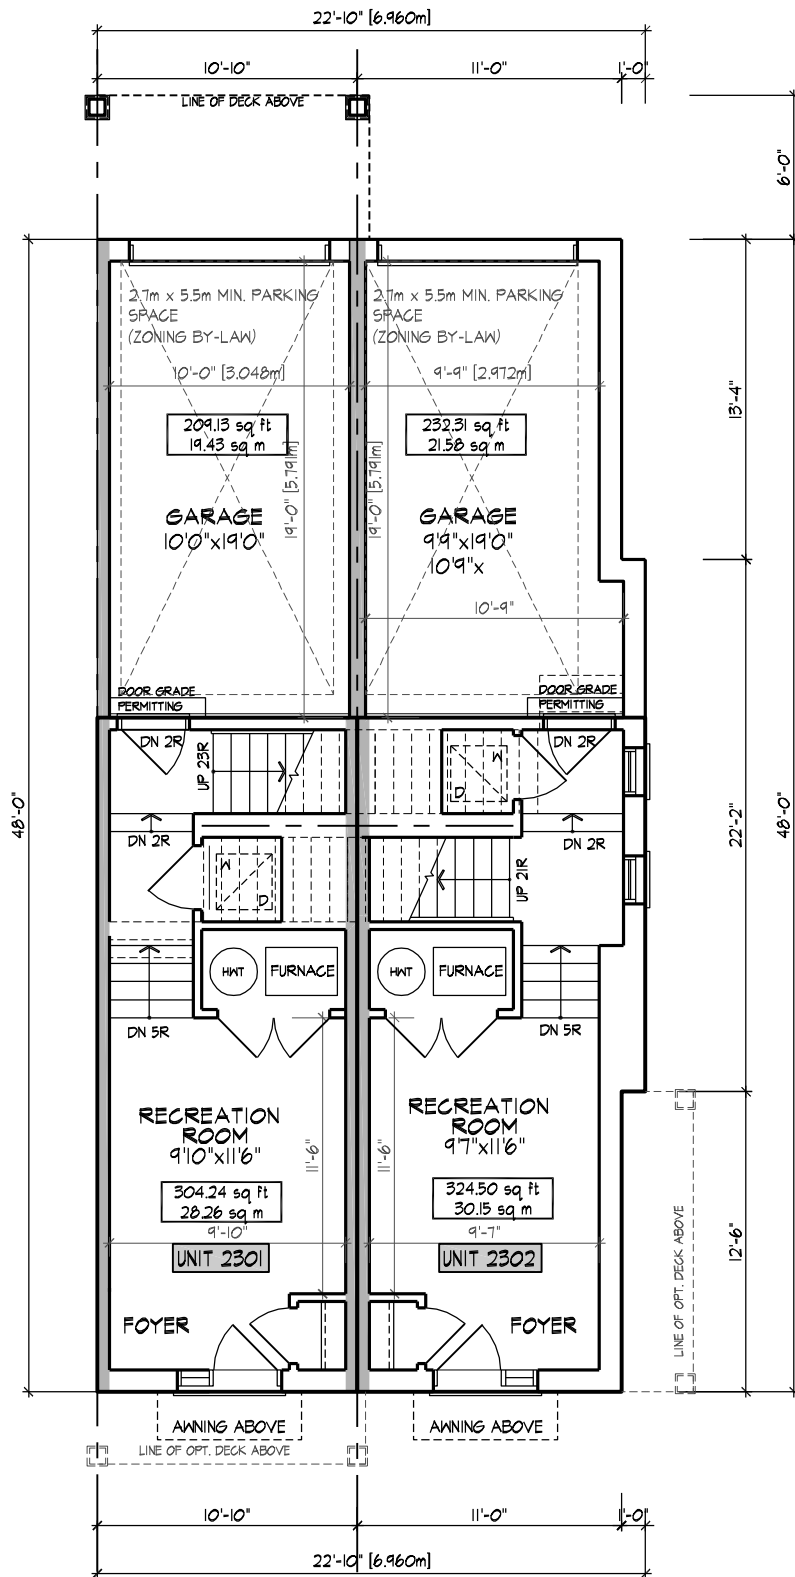 22'-10" [6.960m]
10'-10"
11'-0"
1'-0"
LINE OF DECK ABOVE
6'-0"
2.7m x 5.5m MIN. PARKING
SPACE
(ZONING BY-LAW)
2.7m x 5.5m MIN. PARKING
SPACE
(ZONING BY-LAW)
10'-0" [3.048m]
9'-9" [2.972m]
209.13 sq ft
19.43 sq m
232.31 sq ft
21.58 sq m
13'-4"
19'-0" [5.791m]
19'-0" [5.791m]
GARAGE
10'0"x19'0"
GARAGE
9'9"x19'0"
10'9"x
10'-9"
DOOR GRADE
PERMITTING
DOOR GRADE
PERMITTING
DN 2R
UP 23R
W
D
DN 2R
48'-0"
22'-2"
48'-0"
DN 2R
DN 2R
W
D
UP 21R
HWT
FURNACE
HWT
FURNACE
DN 5R
DN 5R
RECREATION
ROOM
9'10"x11'6"
RECREATION
ROOM
9'7"x11'6"
11'-6"
11'-6"
304.24 sq ft
28.26 sq m
324.50 sq ft
30.15 sq m
9'-10"
9'-7"
UNIT 2301
UNIT 2302
12'-6"
LINE OF OPT. DECK ABOVE
FOYER
FOYER
AWNING ABOVE
AWNING ABOVE
LINE OF OPT. DECK ABOVE
10'-10"
11'-0"
1'-0"
22'-10" [6.960m]